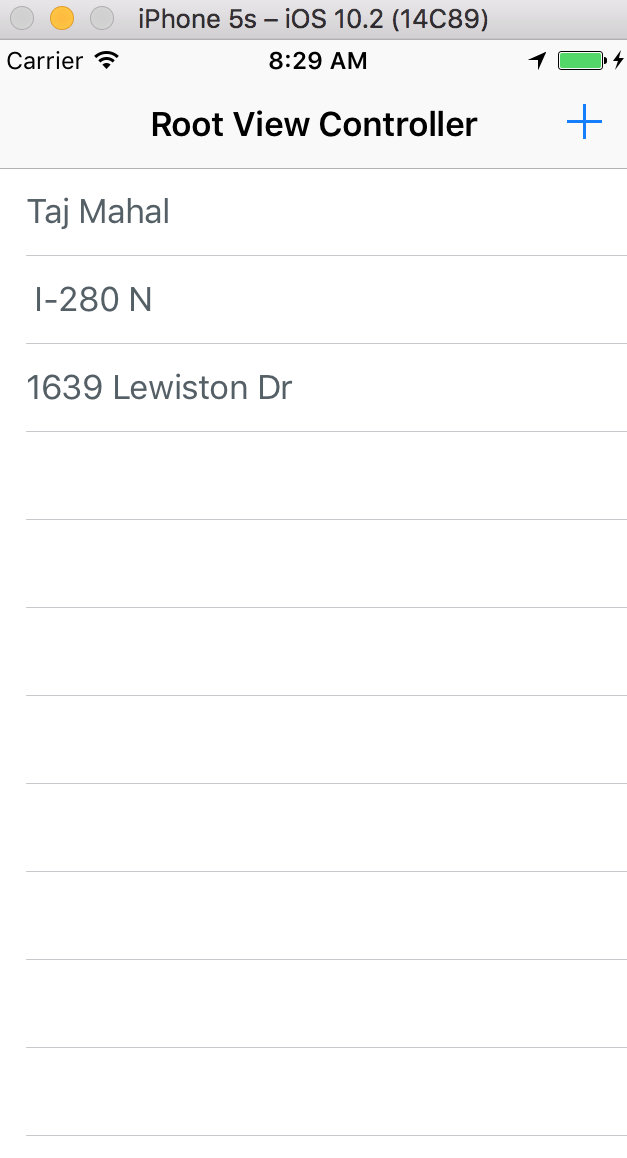 iPhone 5s – iOS 10.2 (14C89)
Carrier 8:29 AM
Root View Controller +
Taj Mahal
I-280 N
1639 Lewiston Dr